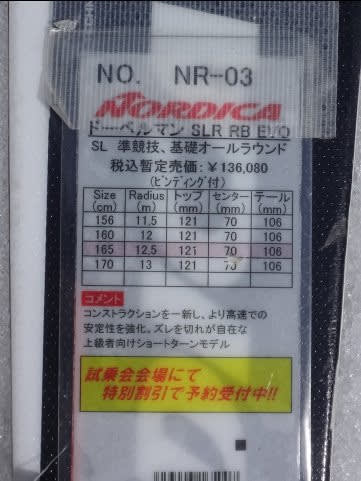 NO. NR-03
NORDICA
ドーベルマン SLR RB EVO
SL 準競技、基礎オールラウンド
税込暫定売価：￥136,080
(ビンディング付)
Size (cm) Radius (m) トップ (mm) センター (mm) テール (mm)
156 11,5 121 70 106
160 12 121 70 106
165 12,5 121 70 106
170 13 121 70 106
コメント
コンストラクションを一新し、より高速での
安定性を強化。ズレを切れが自在な
上級者向けショートターンモデル
試乗会会場にて
特別割引で予約受付中!!